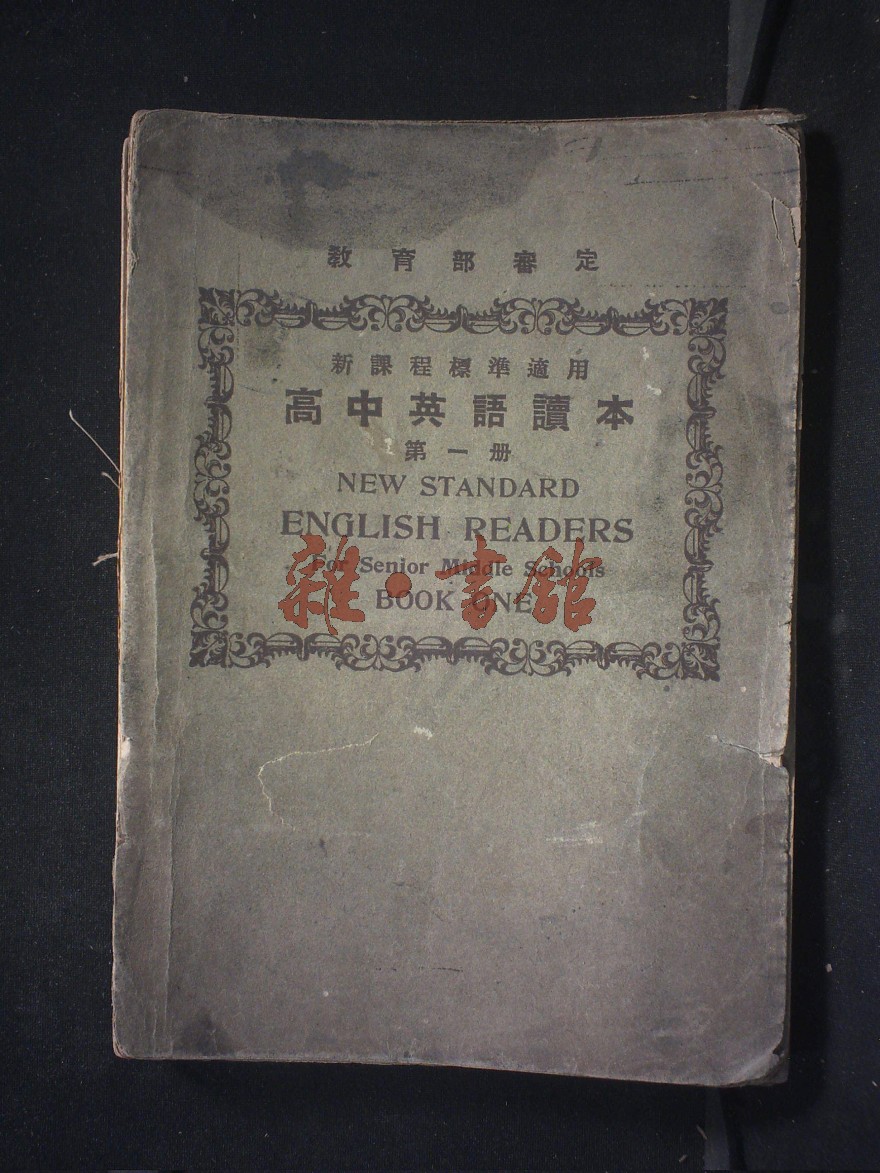 教育部審定
新課程標準適用
高中英語讀本
第一册
NEW STANDARD
ENGLISH READERS
For Senior Middle Schools
BOOK ONE
雜·書館